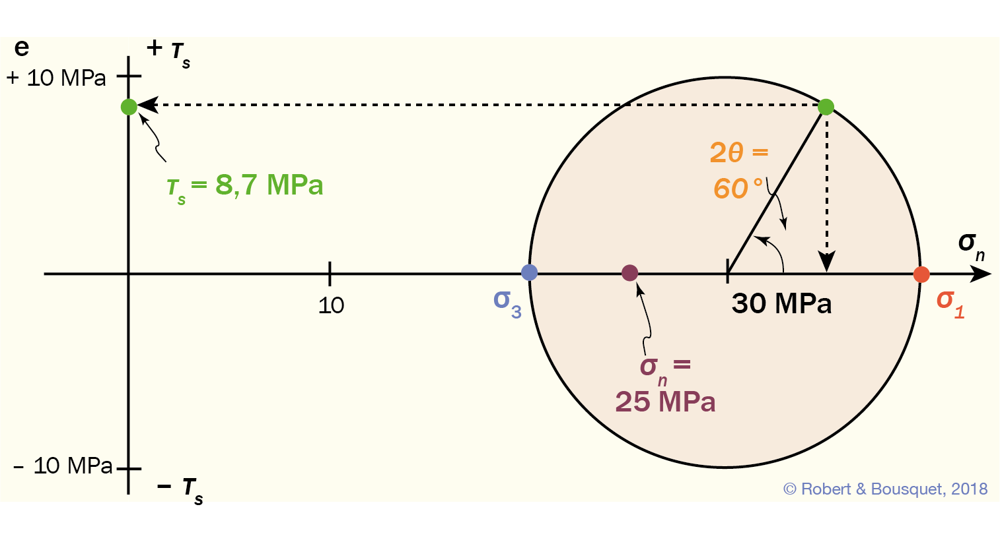 e
+ τs
+ 10 MPa
τs = 8,7 MPa
2θ =
60°
σn
10
σ3
30 MPa
σ1
σn =
25 MPa
– 10 MPa
– τs
© Robert & Bousquet, 2018